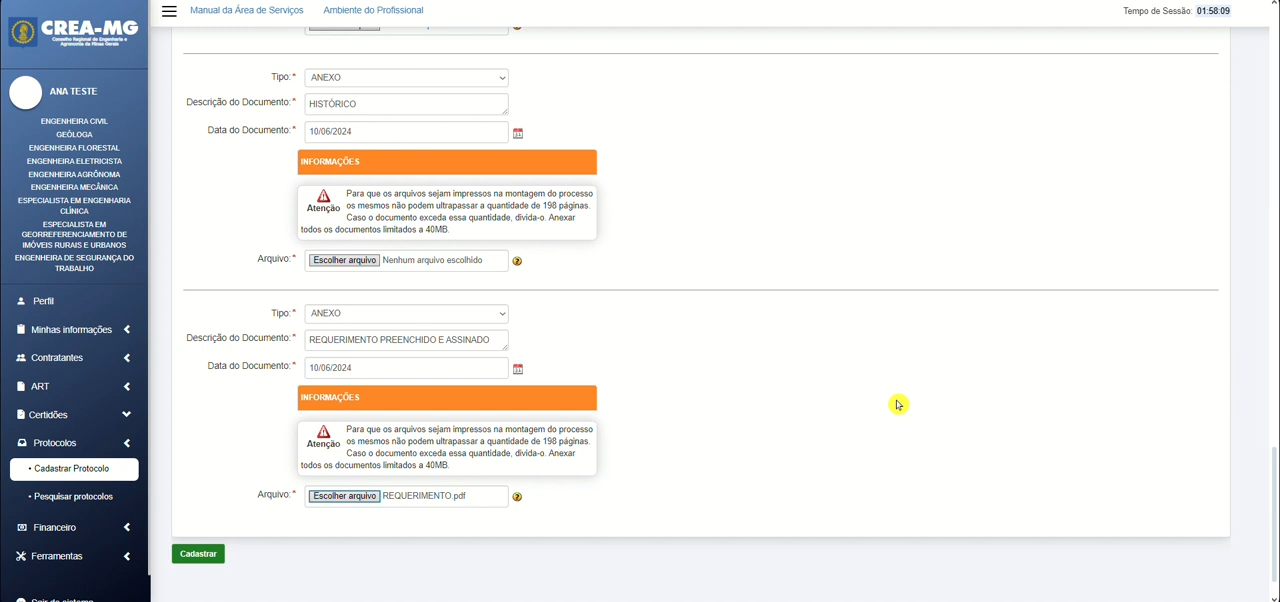 Manual da Área de Serviços
Ambiente do Profissional
Tempo de Sessão: 01:58:09
CREA-MG
Conselho Regional de Engenharia e
Agronomia de Minas Gerais
ANA TESTE
ENGENHEIRA CIVIL
GEÓLOGA
ENGENHEIRA FLORESTAL
ENGENHEIRA ELETRICISTA
ENGENHEIRA AGRÔNOMA
ENGENHEIRA MECÂNICA
ESPECIALISTA EM ENGENHARIA
CLÍNICA
ESPECIALISTA EM
GEORREFERENCIAMENTO DE
IMÓVEIS RURAIS E URBANOS
ENGENHEIRA DE SEGURANÇA DO
TRABALHO
Perfil
Minhas informações
Contratantes
ART
Certidões
Protocolos
• Cadastrar Protocolo
• Pesquisar protocolos
Financeiro
Ferramentas
Tipo:* ANEXO
Descrição do Documento:* HISTÓRICO
Data do Documento:* 10/06/2024
INFORMAÇÕES
Atenção
Para que os arquivos sejam impressos na montagem do processo
os mesmos não podem ultrapassar a quantidade de 198 páginas.
Caso o documento exceda essa quantidade, divida-o. Anexar
todos os documentos limitados a 40MB.
Arquivo:* Escolher arquivo Nenhum arquivo escolhido
Tipo:* ANEXO
Descrição do Documento:* REQUERIMENTO PREENCHIDO E ASSINADO
Data do Documento:* 10/06/2024
INFORMAÇÕES
Atenção
Para que os arquivos sejam impressos na montagem do processo
os mesmos não podem ultrapassar a quantidade de 198 páginas.
Caso o documento exceda essa quantidade, divida-o. Anexar
todos os documentos limitados a 40MB.
Arquivo:* Escolher arquivo REQUERIMENTO.pdf
Cadastrar